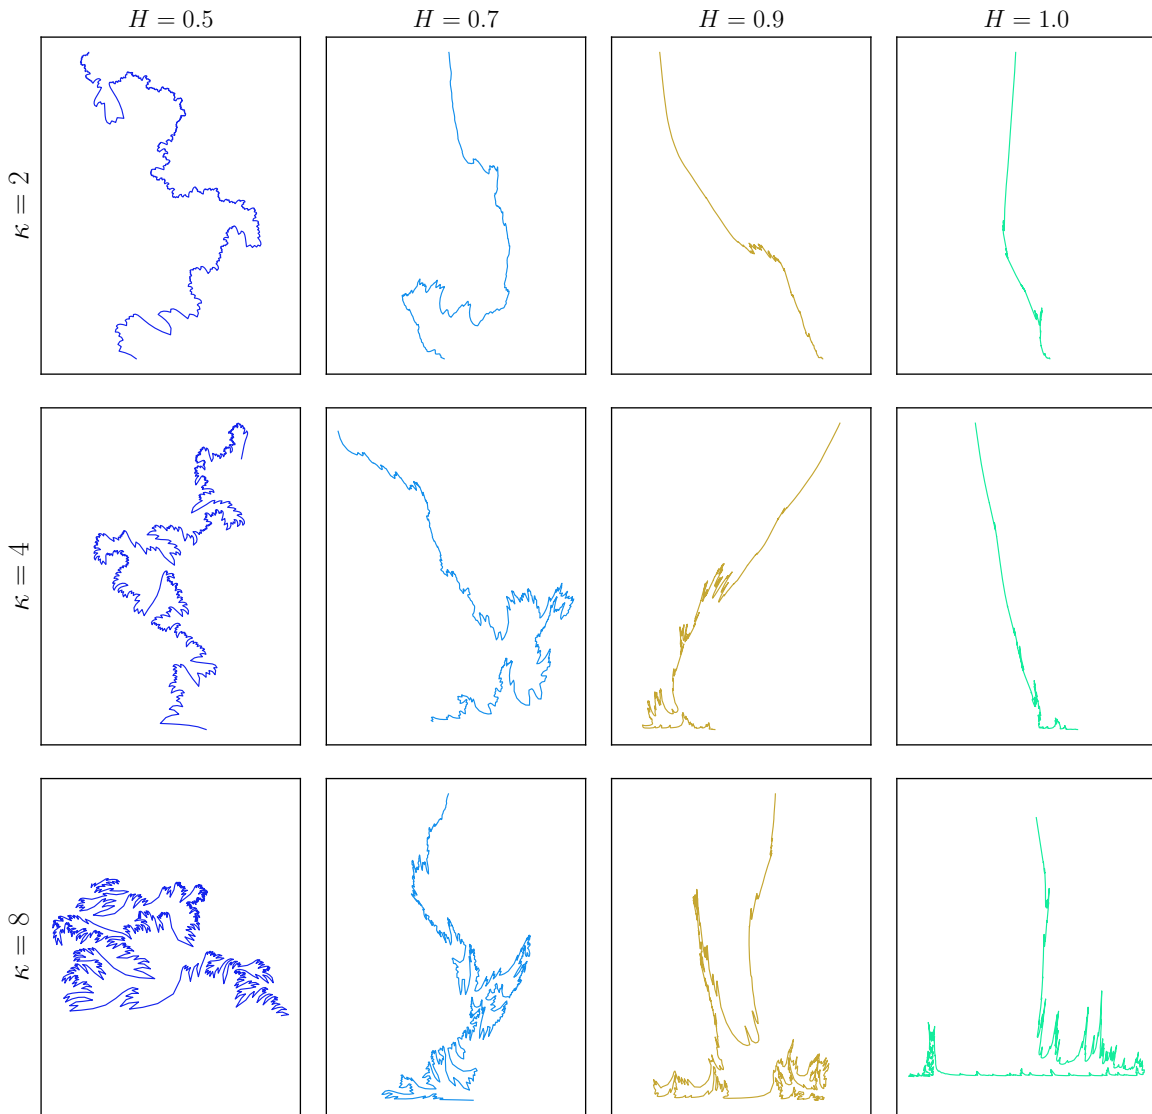 H = 0.5
H = 0.7
H = 0.9
H = 1.0
κ = 2
κ = 4
κ = 8